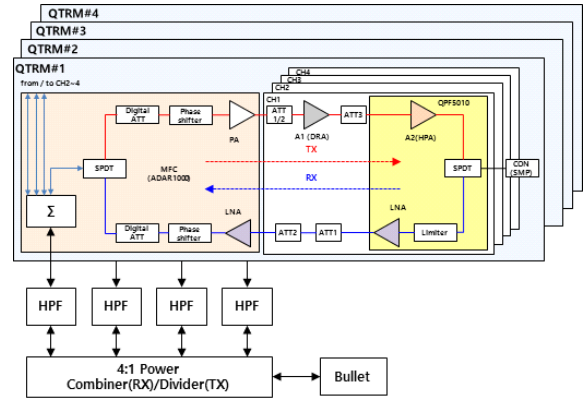 QTRM#4
QTRM#3
QTRM#2
QTRM#1
from / to CH2~4
CH4
CH3
CH2
CH1
QPF5010
Digital
ATT
Phase
shifter
PA
ATT
1/2
A1 (DRA)
ATT3
A2(HPA)
TX
SPDT
MFC
(ADAR1000)
SPDT
CON
(SMP)
RX
Σ
LNA
LNA
Digital
ATT
Phase
shifter
ATT2
ATT1
Limiter
HPF
HPF
HPF
HPF
4:1 Power
Combiner(RX)/Divider(TX)
Bullet